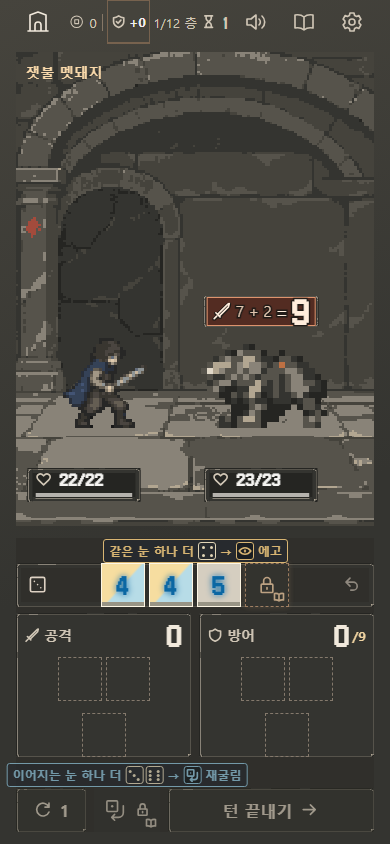 0 +0 1/12 층 1
잿불 멧돼지
7 + 2 = 9
22/22 23/23
같은 눈 하나 더 → 예고
4 4 5
공격 0 방어 0/9
이어지는 눈 하나 더 → 재굴림
1 턴 끝내기 →